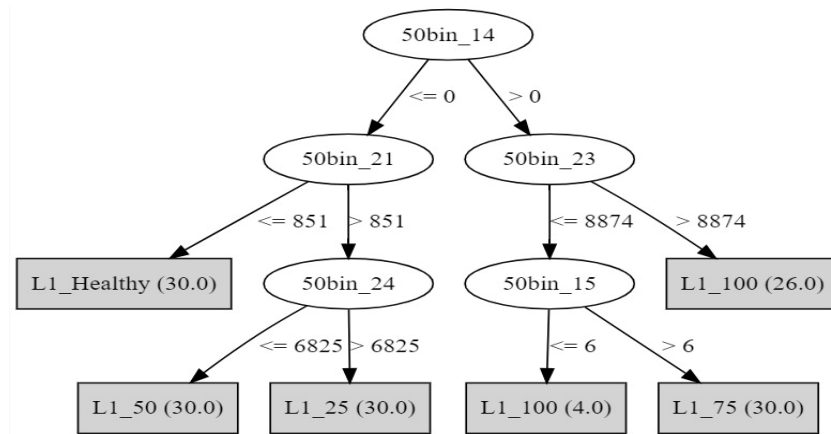 50bin_14
<= 0
> 0
50bin_21
50bin_23
<= 851
> 851
<= 8874
> 8874
L1_Healthy (30.0)
50bin_24
50bin_15
L1_100 (26.0)
<= 6825
> 6825
<= 6
> 6
L1_50 (30.0)
L1_25 (30.0)
L1_100 (4.0)
L1_75 (30.0)